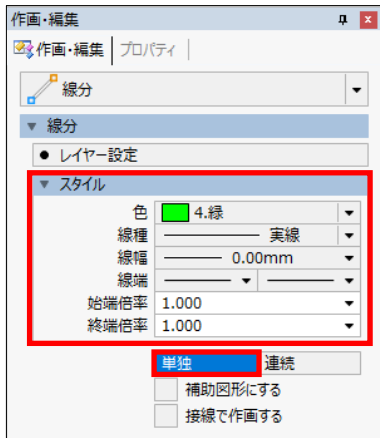 作画・編集
作画・編集 プロパティ
線分
線分
レイヤー設定
スタイル
色 4.緑
線種 実線
線幅 0.00mm
線端
始端倍率 1.000
終端倍率 1.000
単独 連続
補助図形にする
接線で作画する